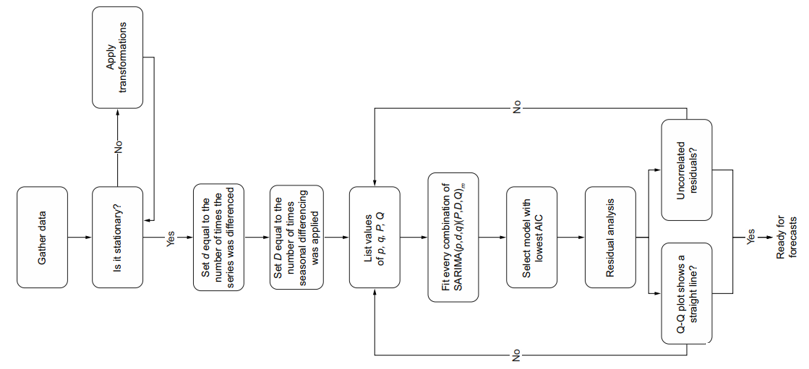 Gather data
Is it stationary?
No
Apply
transformations
Yes
Set d equal to the
number of times the
series was differenced
Set D equal to the
number of times
seasonal differencing
was applied
List values
of p, q, P, Q
Fit every combination of
SARIMA(p,d,q)(P,D,Q)m
Select model with
lowest AIC
Residual analysis
Q-Q plot shows a
straight line?
Uncorrelated
residuals?
No
No
Yes
Ready for
forecasts